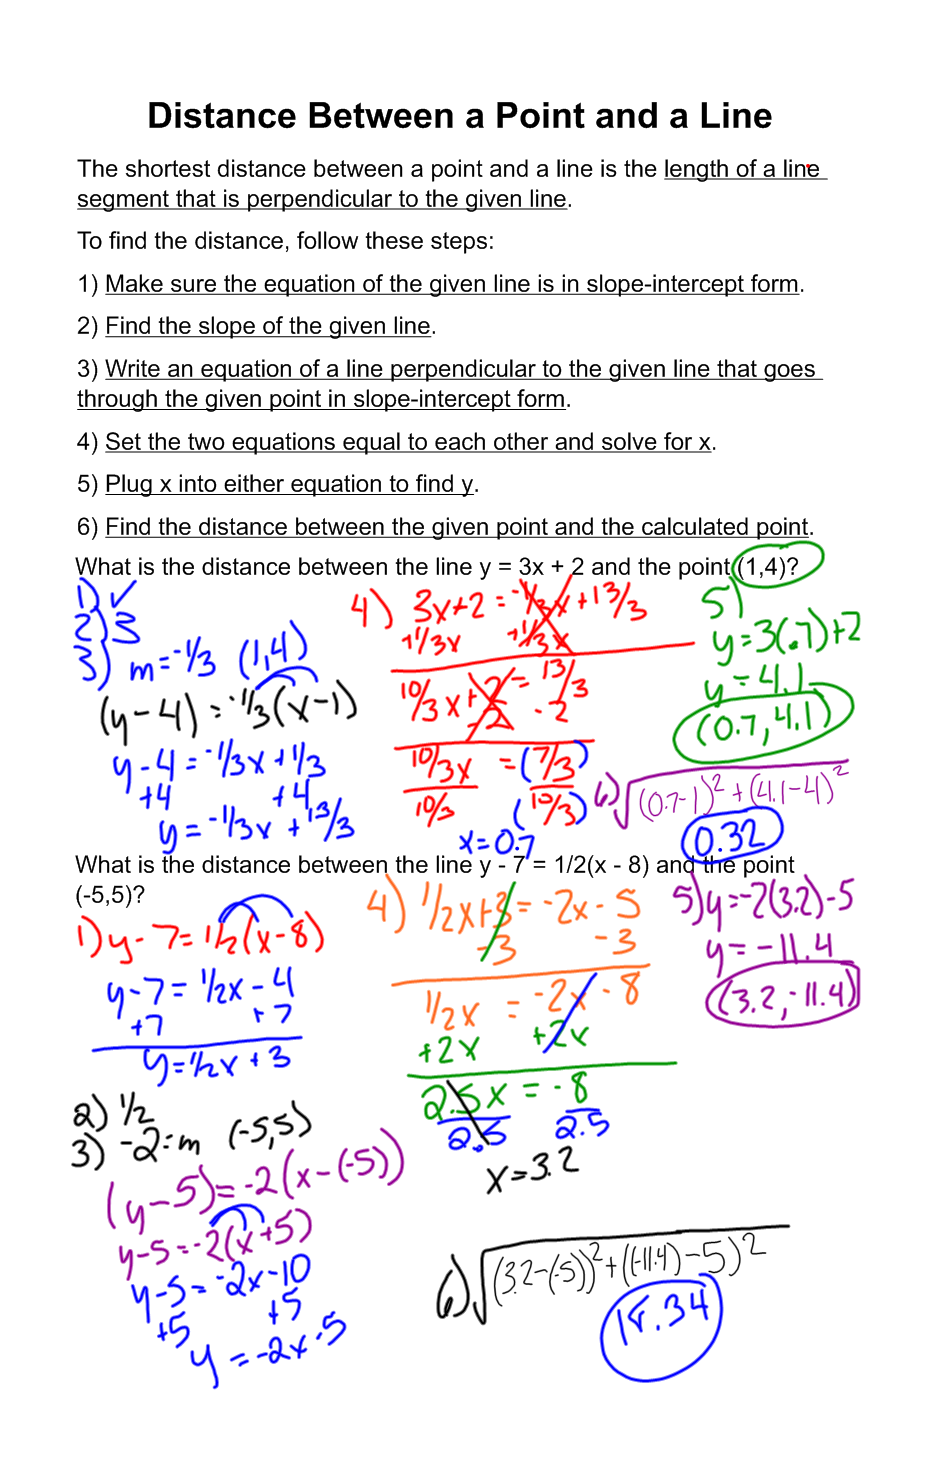 Distance Between a Point and a Line
The shortest distance between a point and a line is the length of a line
segment that is perpendicular to the given line.
To find the distance, follow these steps:
1) Make sure the equation of the given line is in slope-intercept form.
2) Find the slope of the given line.
3) Write an equation of a line perpendicular to the given line that goes
through the given point in slope-intercept form.
4) Set the two equations equal to each other and solve for x.
5) Plug x into either equation to find y.
6) Find the distance between the given point and the calculated point.
What is the distance between the line y = 3x + 2 and the point (1,4)?
1) ✓
2) 3
3) m=-1/3 (1,4)
(y-4)=-1/3(x-1)
y-4=-1/3x+1/3
+4 +4
y=-1/3x+13/3
4) 3x+2=-1/3x+13/3
+1/3x +1/3x
10/3x+2=13/3
-2 -2
10/3x =(7/3)
10/3 (10/3)
x=0.7
5)
y=3(.7)+2
y=4.1
(0.7,4.1)
6) √(0.7-1)²+(4.1-4)²
0.32
What is the distance between the line y - 7 = 1/2(x - 8) and the point
(-5,5)?
1) y-7=1/2(x-8)
y-7=1/2x-4
+7 +7
y=1/2x+3
2) 1/2
3) -2=m (-5,5)
(y-5)=-2(x-(-5))
y-5=-2(x+5)
y-5=-2x-10
+5 +5
y=-2x-5
4) 1/2x+3=-2x-5
-3 -3
1/2x=-2x-8
+2x +2x
2.5x=-8
2.5 2.5
x=3.2
5) y=-2(3.2)-5
y=-11.4
(3.2,-11.4)
6) √(3.2-(-5))²+((-11.4)-5)²